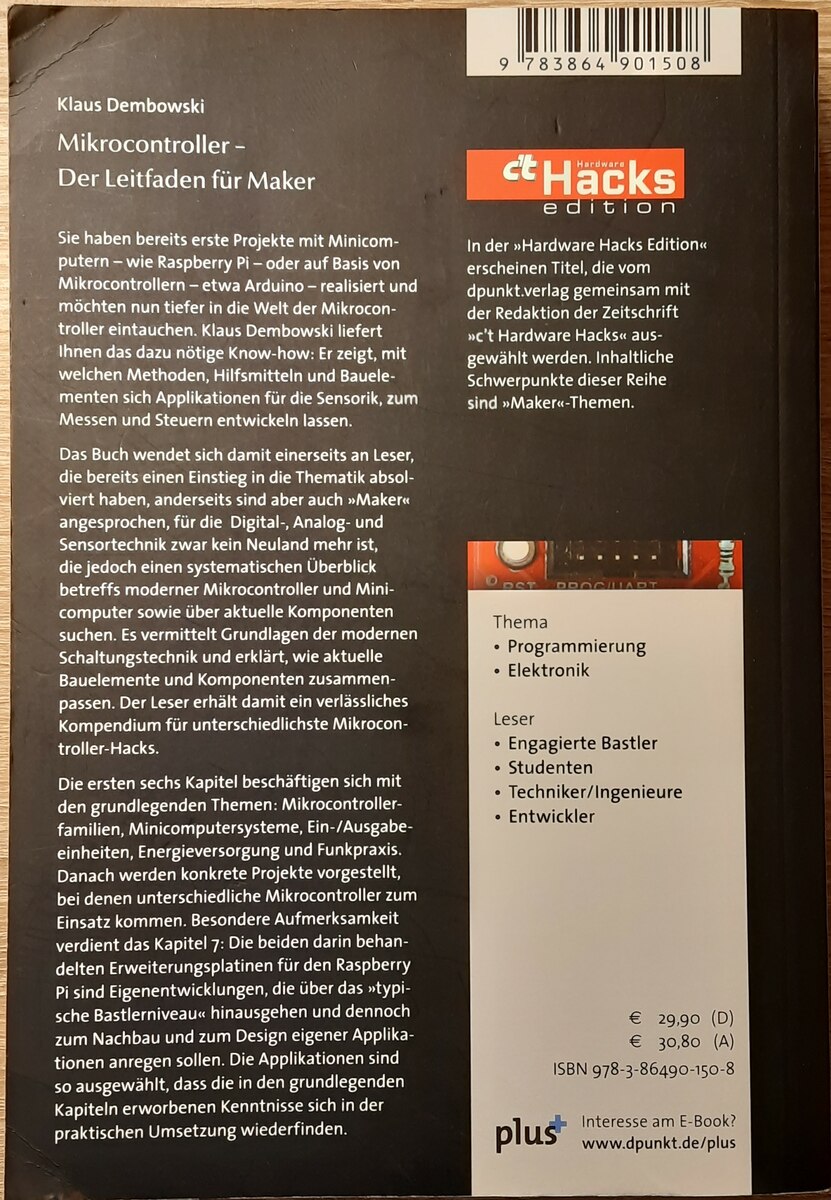 9 783864 901508
Klaus Dembowski
Mikrocontroller –
Der Leitfaden für Maker
Sie haben bereits erste Projekte mit Minicom-
putern – wie Raspberry Pi – oder auf Basis von
Mikrocontrollern – etwa Arduino – realisiert und
möchten nun tiefer in die Welt der Mikrocon-
troller eintauchen. Klaus Dembowski liefert
Ihnen das dazu nötige Know-how: Er zeigt, mit
welchen Methoden, Hilfsmitteln und Bauele-
menten sich Applikationen für die Sensorik, zum
Messen und Steuern entwickeln lassen.
Das Buch wendet sich damit einerseits an Leser,
die bereits einen Einstieg in die Thematik absol-
viert haben, anderseits sind aber auch »Maker«
angesprochen, für die Digital-, Analog- und
Sensortechnik zwar kein Neuland mehr ist,
die jedoch einen systematischen Überblick
betreffs moderner Mikrocontroller und Mini-
computer sowie über aktuelle Komponenten
suchen. Es vermittelt Grundlagen der modernen
Schaltungstechnik und erklärt, wie aktuelle
Bauelemente und Komponenten zusammen-
passen. Der Leser erhält damit ein verlässliches
Kompendium für unterschiedlichste Mikrocon-
troller-Hacks.
Die ersten sechs Kapitel beschäftigen sich mit
den grundlegenden Themen: Mikrocontroller-
familien, Minicomputersysteme, Ein-/Ausgabe-
einheiten, Energieversorgung und Funkpraxis.
Danach werden konkrete Projekte vorgestellt,
bei denen unterschiedliche Mikrocontroller zum
Einsatz kommen. Besondere Aufmerksamkeit
verdient das Kapitel 7: Die beiden darin behan-
delten Erweiterungsplatinen für den Raspberry
Pi sind Eigenentwicklungen, die über das »typi-
sche Bastlerniveau« hinausgehen und dennoch
zum Nachbau und zum Design eigener Applika-
tionen anregen sollen. Die Applikationen sind
so ausgewählt, dass die in den grundlegenden
Kapiteln erworbenen Kenntnisse sich in der
praktischen Umsetzung wiederfinden.
c't Hardware
Hacks
edition
In der »Hardware Hacks Edition«
erscheinen Titel, die vom
dpunkt.verlag gemeinsam mit
der Redaktion der Zeitschrift
»c't Hardware Hacks« aus-
gewählt werden. Inhaltliche
Schwerpunkte dieser Reihe
sind »Maker«-Themen.
RST PROG/UART
Thema
• Programmierung
• Elektronik
Leser
• Engagierte Bastler
• Studenten
• Techniker/Ingenieure
• Entwickler
€ 29,90 (D)
€ 30,80 (A)
ISBN 978-3-86490-150-8
plus+
Interesse am E-Book?
www.dpunkt.de/plus